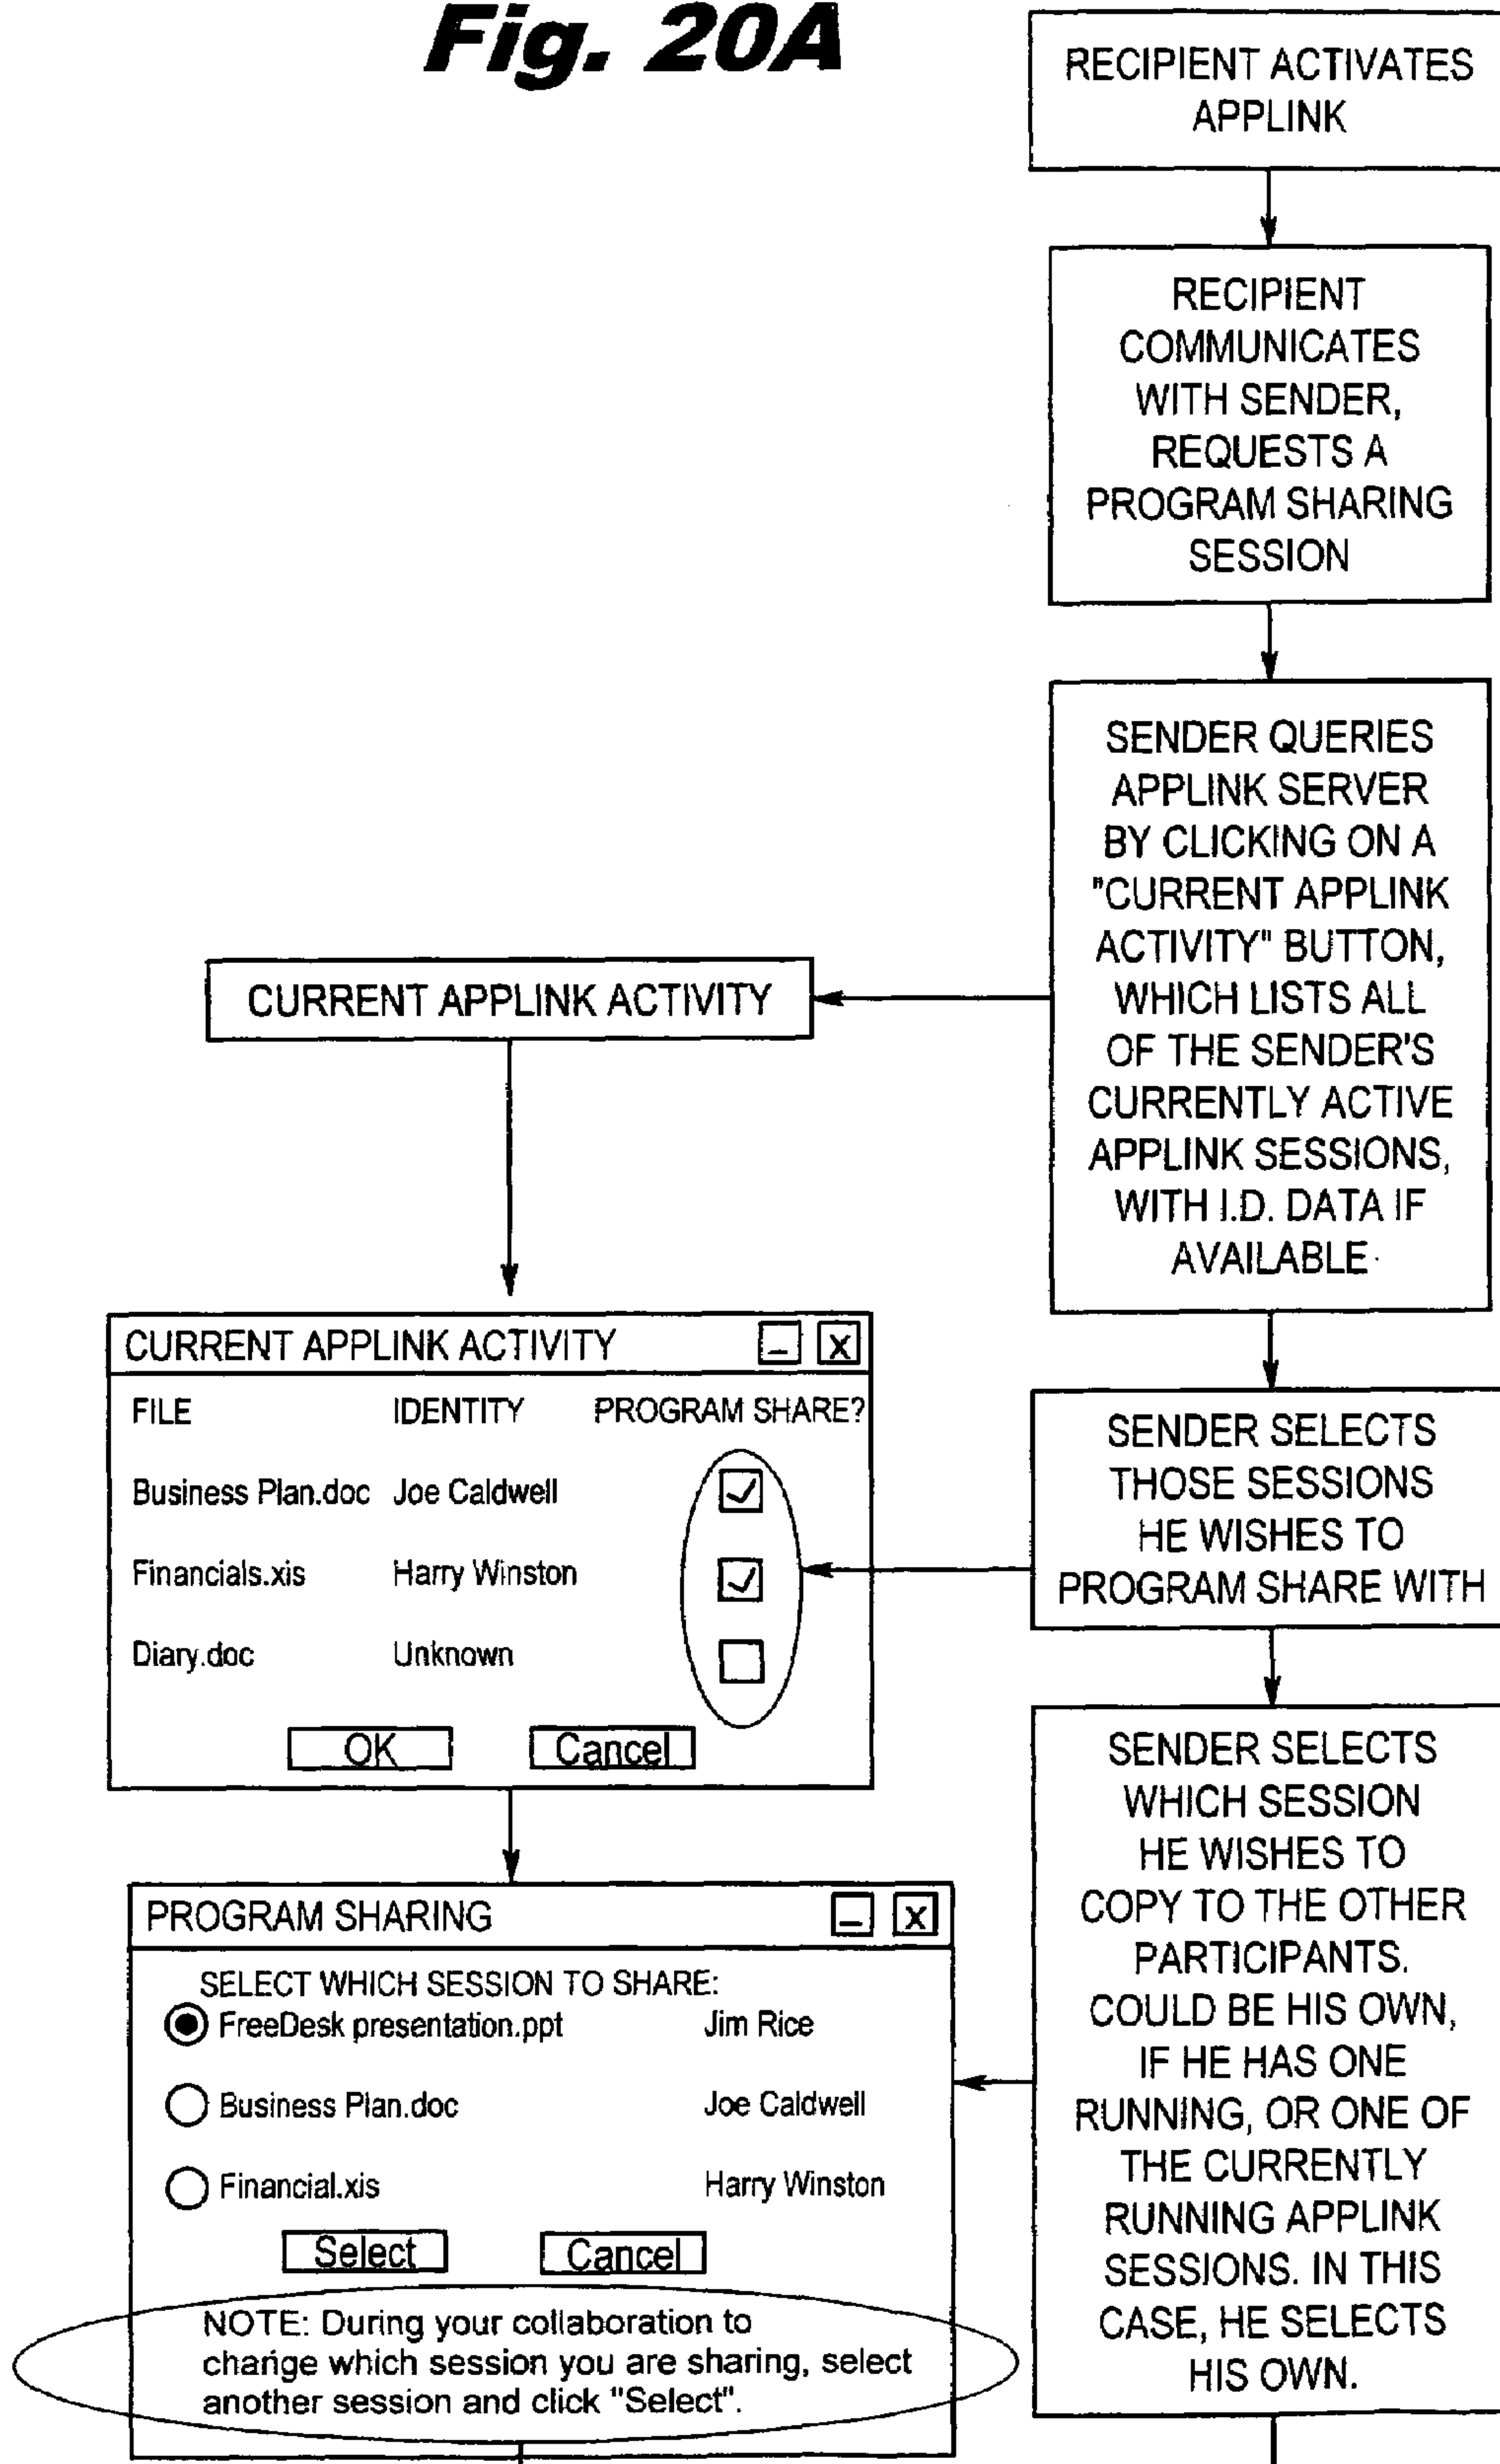 Fig. 20A
RECIPIENT ACTIVATES
APPLINK
RECIPIENT
COMMUNICATES
WITH SENDER,
REQUESTS A
PROGRAM SHARING
SESSION
SENDER QUERIES
APPLINK SERVER
BY CLICKING ON A
"CURRENT APPLINK
ACTIVITY" BUTTON,
WHICH LISTS ALL
OF THE SENDER'S
CURRENTLY ACTIVE
APPLINK SESSIONS,
WITH I.D. DATA IF
AVAILABLE
CURRENT APPLINK ACTIVITY
CURRENT APPLINK ACTIVITY
FILE IDENTITY PROGRAM SHARE?
Business Plan.doc Joe Caldwell
Financials.xis Harry Winston
Diary.doc Unknown
OK Cancel
SENDER SELECTS
THOSE SESSIONS
HE WISHES TO
PROGRAM SHARE WITH
SENDER SELECTS
WHICH SESSION
HE WISHES TO
COPY TO THE OTHER
PARTICIPANTS.
COULD BE HIS OWN,
IF HE HAS ONE
RUNNING, OR ONE OF
THE CURRENTLY
RUNNING APPLINK
SESSIONS. IN THIS
CASE, HE SELECTS
HIS OWN.
PROGRAM SHARING
SELECT WHICH SESSION TO SHARE:
FreeDesk presentation.ppt Jim Rice
Business Plan.doc Joe Caldwell
Financial.xis Harry Winston
Select Cancel
NOTE: During your collaboration to
change which session you are sharing, select
another session and click "Select".